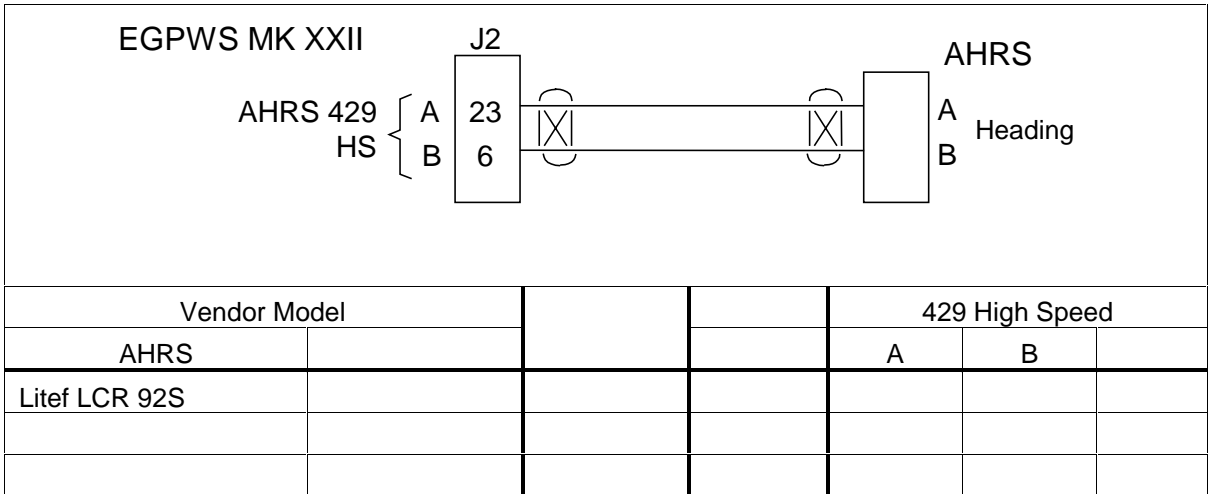 EGPWS MK XXII
J2
AHRS
AHRS 429
HS
A
23
B
6
A
Heading
B
Vendor Model
429 High Speed
AHRS
A
B
Litef LCR 92S